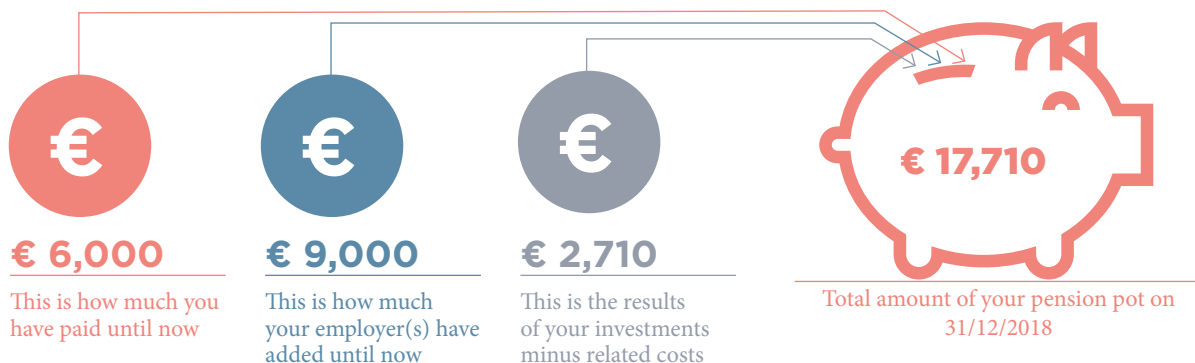 €
€
€
€ 17,710
€ 6,000
This is how much you
have paid until now
€ 9,000
This is how much
your employer(s) have
added until now
€ 2,710
This is the results
of your investments
minus related costs
Total amount of your pension pot on
31/12/2018